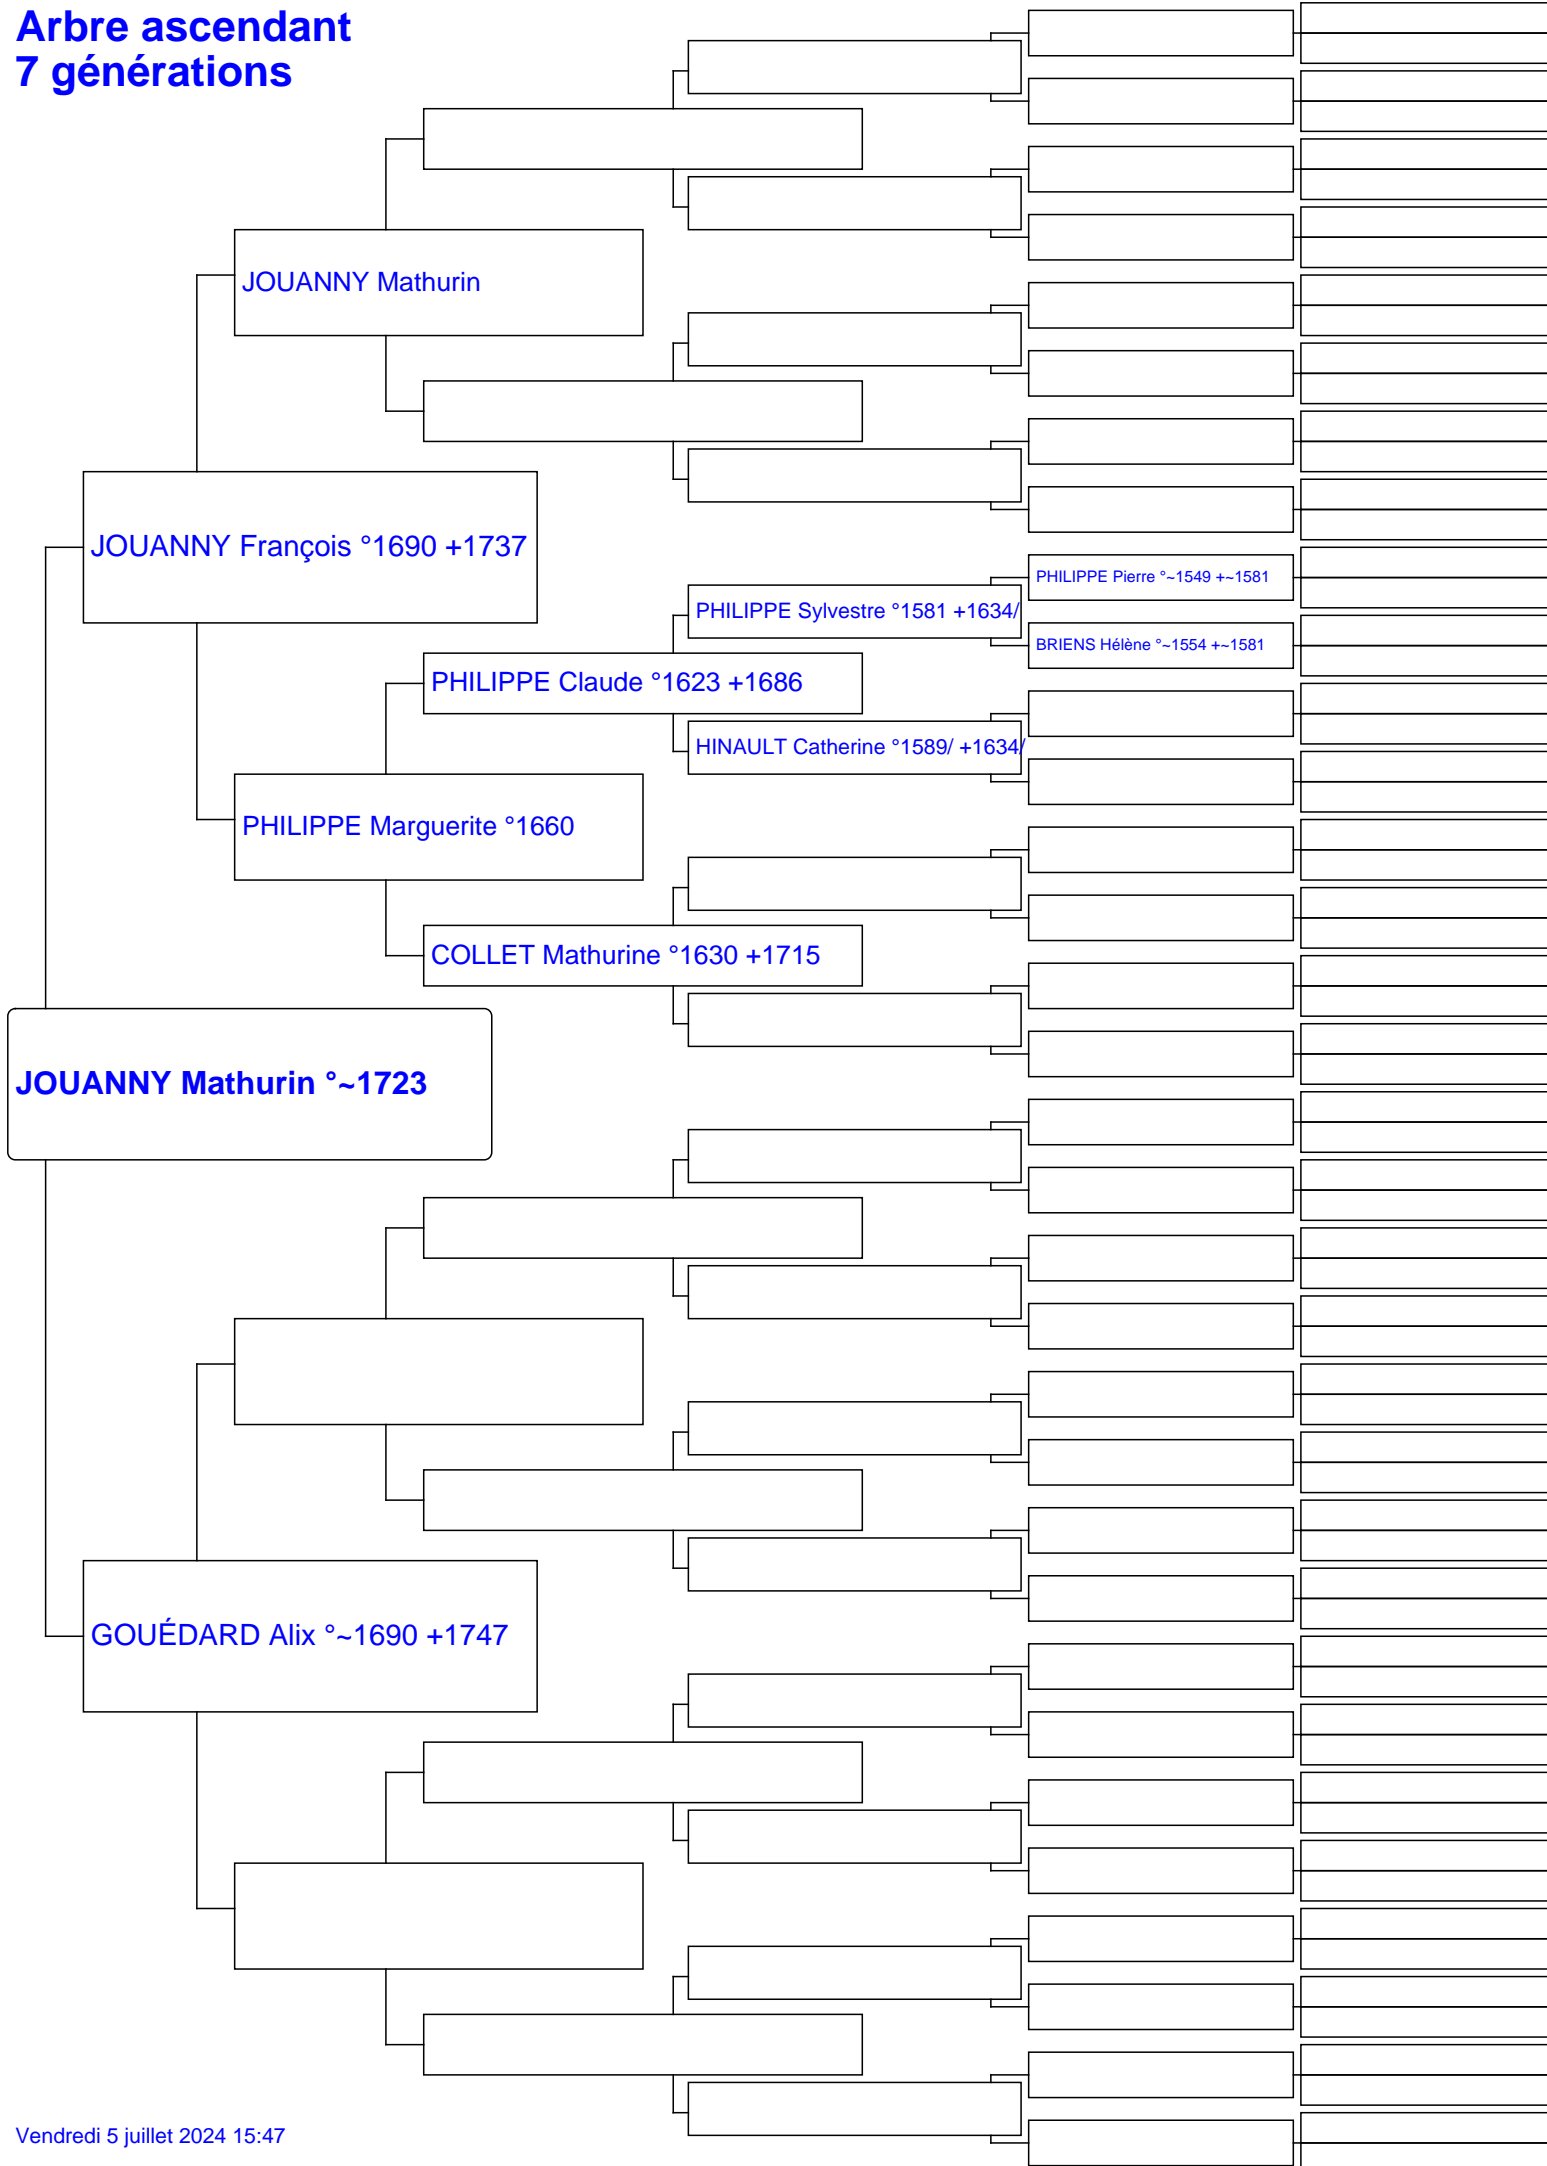 Arbre ascendant
7 générations
JOUANNY Mathurin
JOUANNY François °1690 +1737
PHILIPPE Pierre °~1549 +~1581
PHILIPPE Sylvestre °1581 +1634/
BRIENS Hélène °~1554 +~1581
PHILIPPE Claude °1623 +1686
HINAULT Catherine °1589/ +1634/
PHILIPPE Marguerite °1660
COLLET Mathurine °1630 +1715
JOUANNY Mathurin °~1723
GOUÉDARD Alix °~1690 +1747
Vendredi 5 juillet 2024 15:47